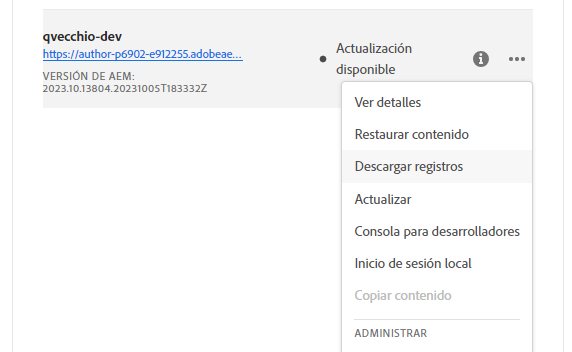 qvecchio-dev
https://author-p6902-e912255.adobeae...
VERSIÓN DE AEM:
2023.10.13804.20231005T183332Z
Actualización
disponible
Ver detalles
Restaurar contenido
Descargar registros
Actualizar
Consola para desarrolladores
Inicio de sesión local
Copiar contenido
ADMINISTRAR